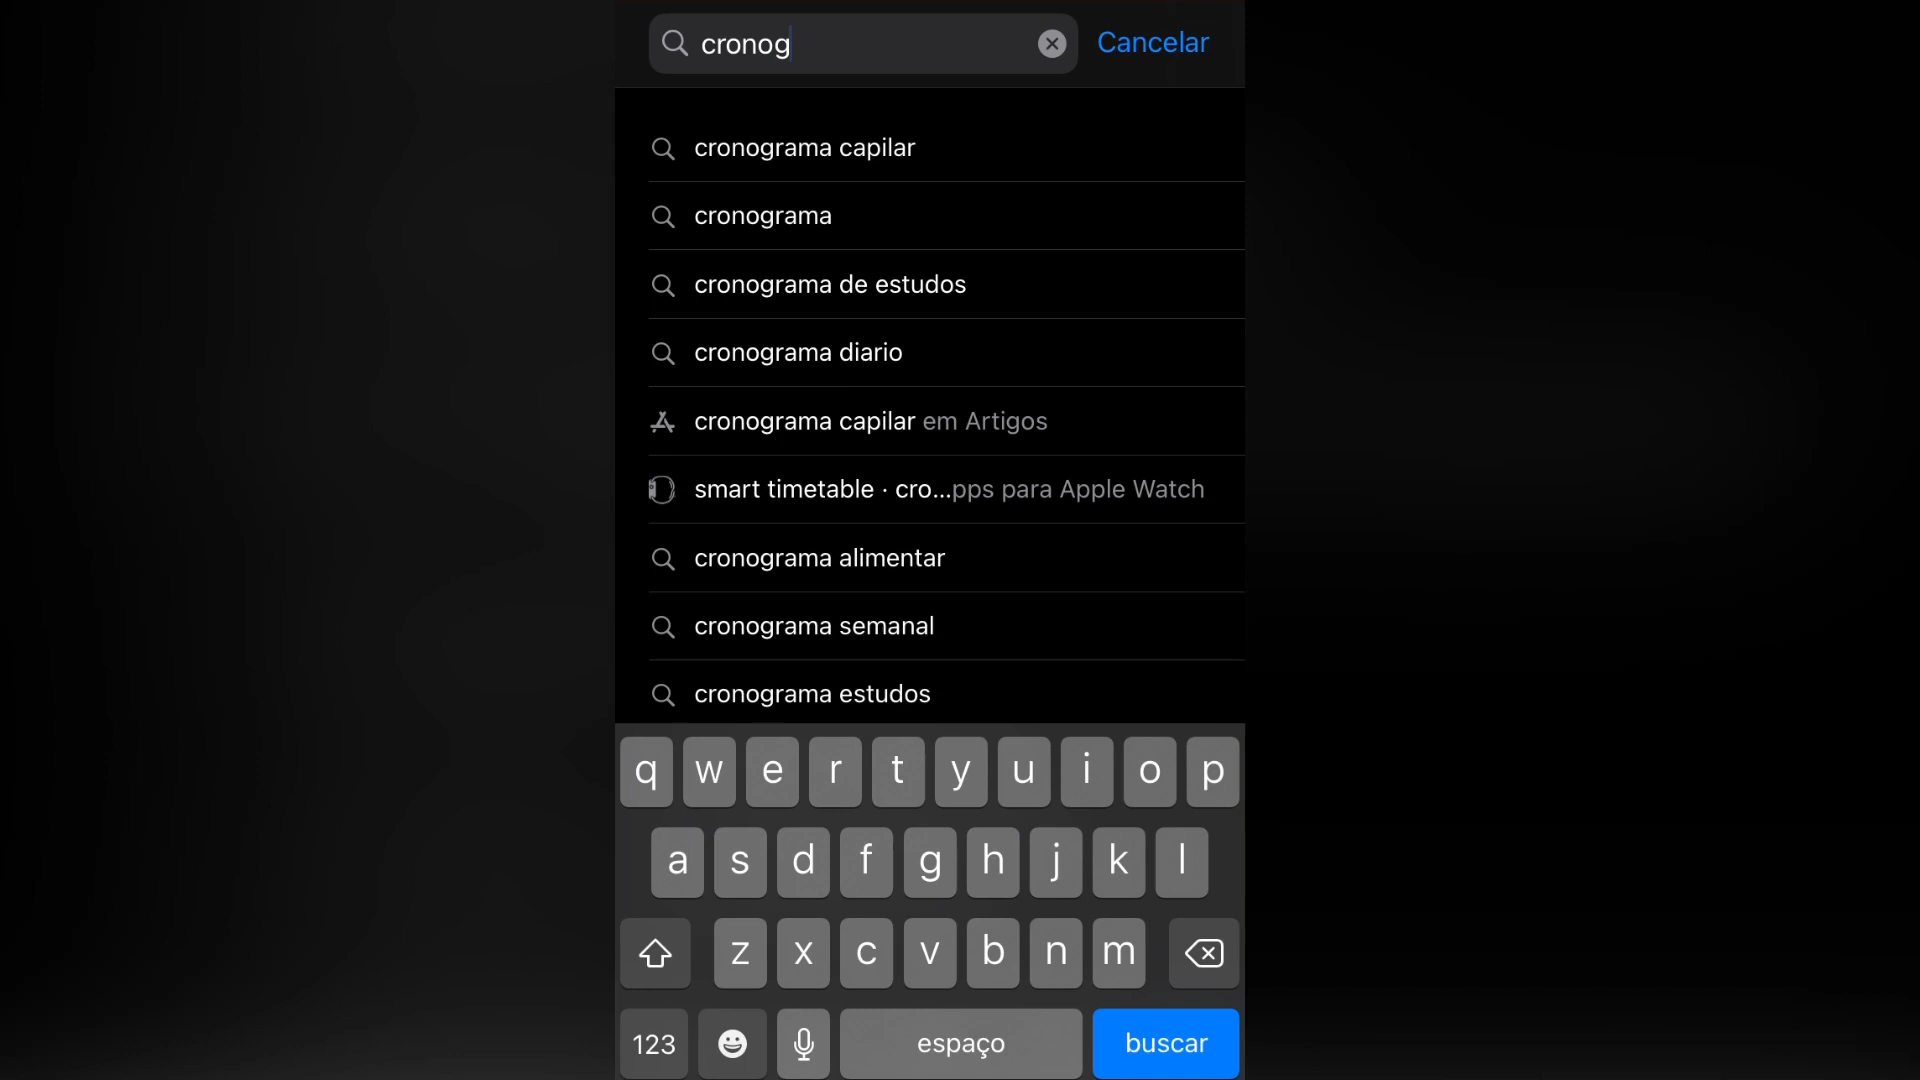 cronog
Cancelar
cronograma capilar
cronograma
cronograma de estudos
cronograma diario
cronograma capilar em Artigos
smart timetable · cro...pps para Apple Watch
cronograma alimentar
cronograma semanal
cronograma estudos
q w e r t y u i o p
a s d f g h j k l
z x c v b n m
123 espaço buscar